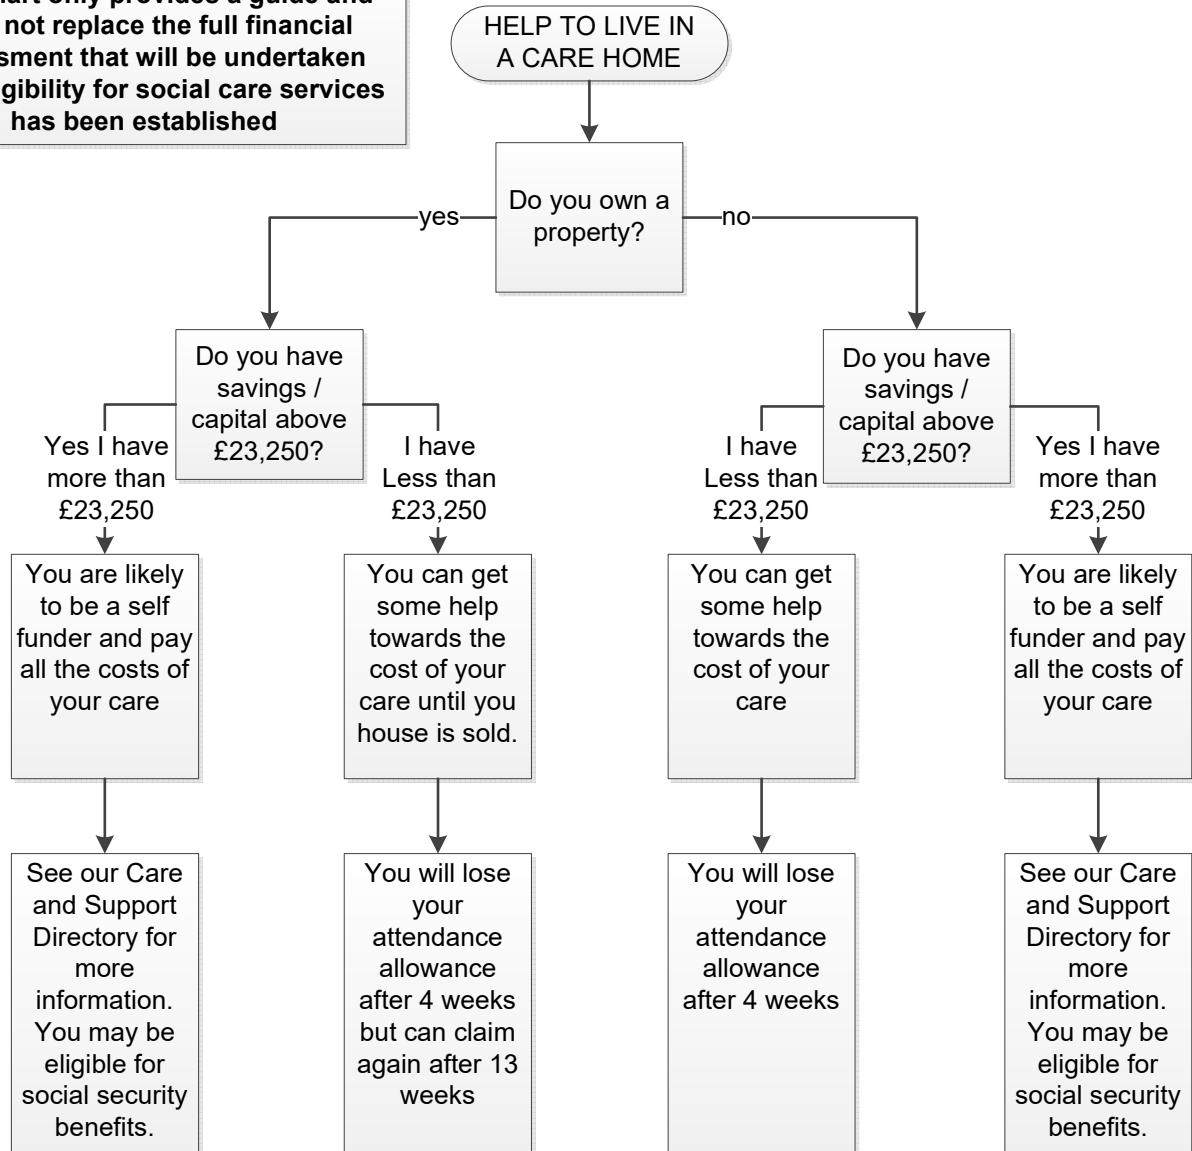 only provides a guide and
not replace the full financial
that will be undertaken
for social care services
has been established
HELP TO LIVE IN
A CARE HOME
Do you own a
property?
yes
no
Do you have
savings /
capital above
£23,250?
Yes I have
more than
£23,250
I have
Less than
£23,250
Do you have
savings /
capital above
£23,250?
I have
Less than
£23,250
Yes I have
more than
£23,250
You are likely
to be a self
funder and pay
all the costs of
your care
You can get
some help
towards the
cost of your
care until you
house is sold.
You can get
some help
towards the
cost of your
care
You are likely
to be a self
funder and pay
all the costs of
your care
See our Care
and Support
Directory for
more
information.
You may be
eligible for
social security
benefits.
You will lose
your
attendance
allowance
after 4 weeks
but can claim
again after 13
weeks
You will lose
your
attendance
allowance
after 4 weeks
See our Care
and Support
Directory for
more
information.
You may be
eligible for
social security
benefits.